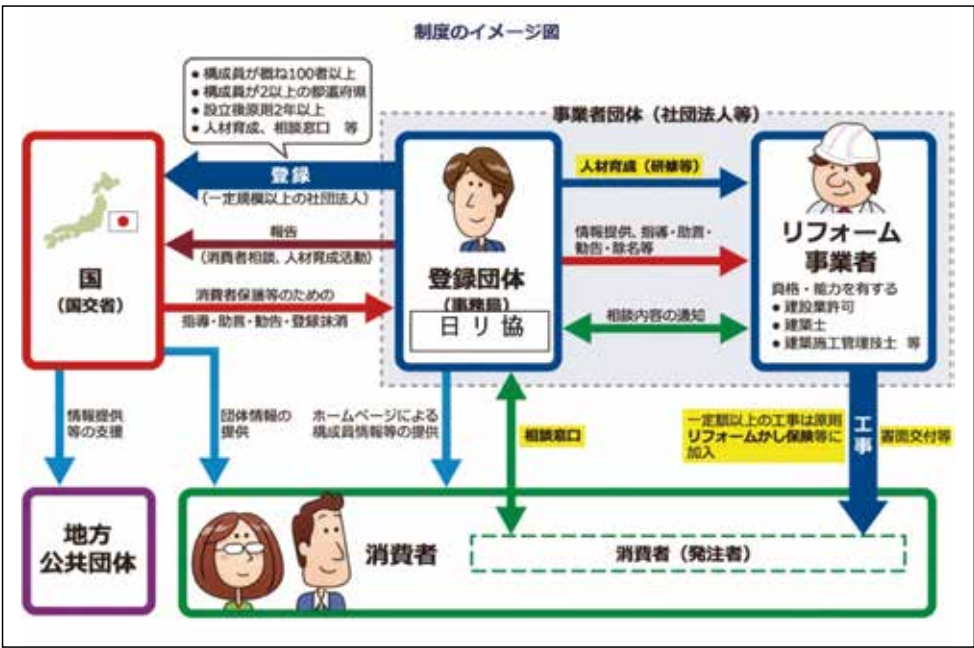 制度のイメージ図
● 構成員が概ね100者以上
● 構成員が2以上の都道府県
● 設立後原則2年以上
● 人材育成、相談窓口 等
登録
(一定規模以上の社団法人)
報告
(消費者相談、人材育成活動)
消費者保護等のための
指導・助言・勧告・登録抹消
国
(国交省)
事業者団体(社団法人等)
登録団体
(事務局)
日リ協
人材育成(研修等)
情報提供、指導・助言・
勧告・除名等
相談内容の通知
リフォーム
事業者
資格・能力を有する
● 建設業許可
● 建築士
● 建築施工管理技士 等
情報提供
等の支援
団体情報の
提供
ホームページによる
構成員情報等の提供
相談窓口
一定額以上の工事は原則
リフォームかし保険等に
加入
工事
書面交付等
地方
公共団体
消費者
消費者(発注者)